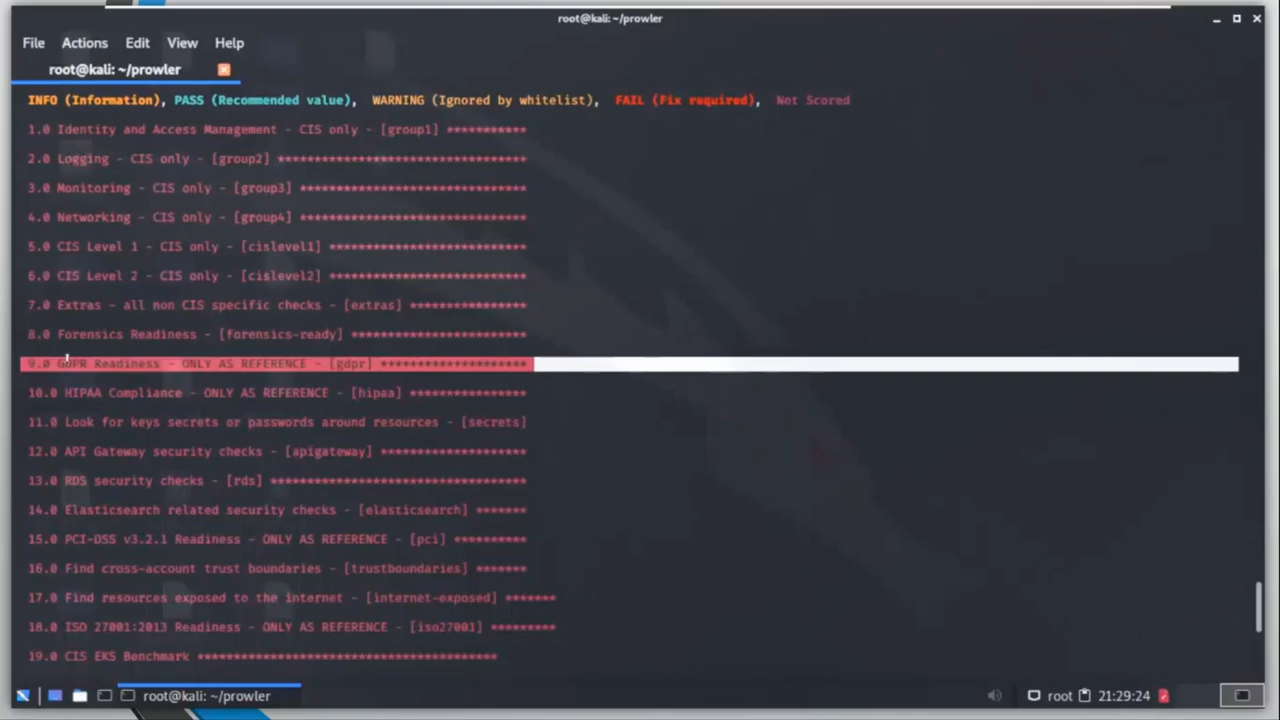 root@kali: ~/prowler
File Actions Edit View Help
root@kali: ~/prowler
INFO (Information), PASS (Recommended value), WARNING (Ignored by whitelist), FAIL (Fix required), Not Scored
1.0 Identity and Access Management - CIS only - [group1] ***********
2.0 Logging - CIS only - [group2] **********************************
3.0 Monitoring - CIS only - [group3] *******************************
4.0 Networking - CIS only - [group4] *******************************
5.0 CIS Level 1 - CIS only - [cislevel1] ***************************
6.0 CIS Level 2 - CIS only - [cislevel2] ***************************
7.0 Extras - all non CIS specific checks - [extras] ****************
8.0 Forensics Readiness - [forensics-ready] ************************
9.0 GDPR Readiness - ONLY AS REFERENCE - [gdpr] ********************
10.0 HIPAA Compliance - ONLY AS REFERENCE - [hipaa] ****************
11.0 Look for keys secrets or passwords around resources - [secrets]
12.0 API Gateway security checks - [apigateway] ********************
13.0 RDS security checks - [rds] ***********************************
14.0 Elasticsearch related security checks - [elasticsearch] *******
15.0 PCI-DSS v3.2.1 Readiness - ONLY AS REFERENCE - [pci] **********
16.0 Find cross-account trust boundaries - [trustboundaries] *******
17.0 Find resources exposed to the internet - [internet-exposed] *******
18.0 ISO 27001:2013 Readiness - ONLY AS REFERENCE - [iso27001] *********
19.0 CIS EKS Benchmark *****************************************
root@kali: ~/prowler root 21:29:24